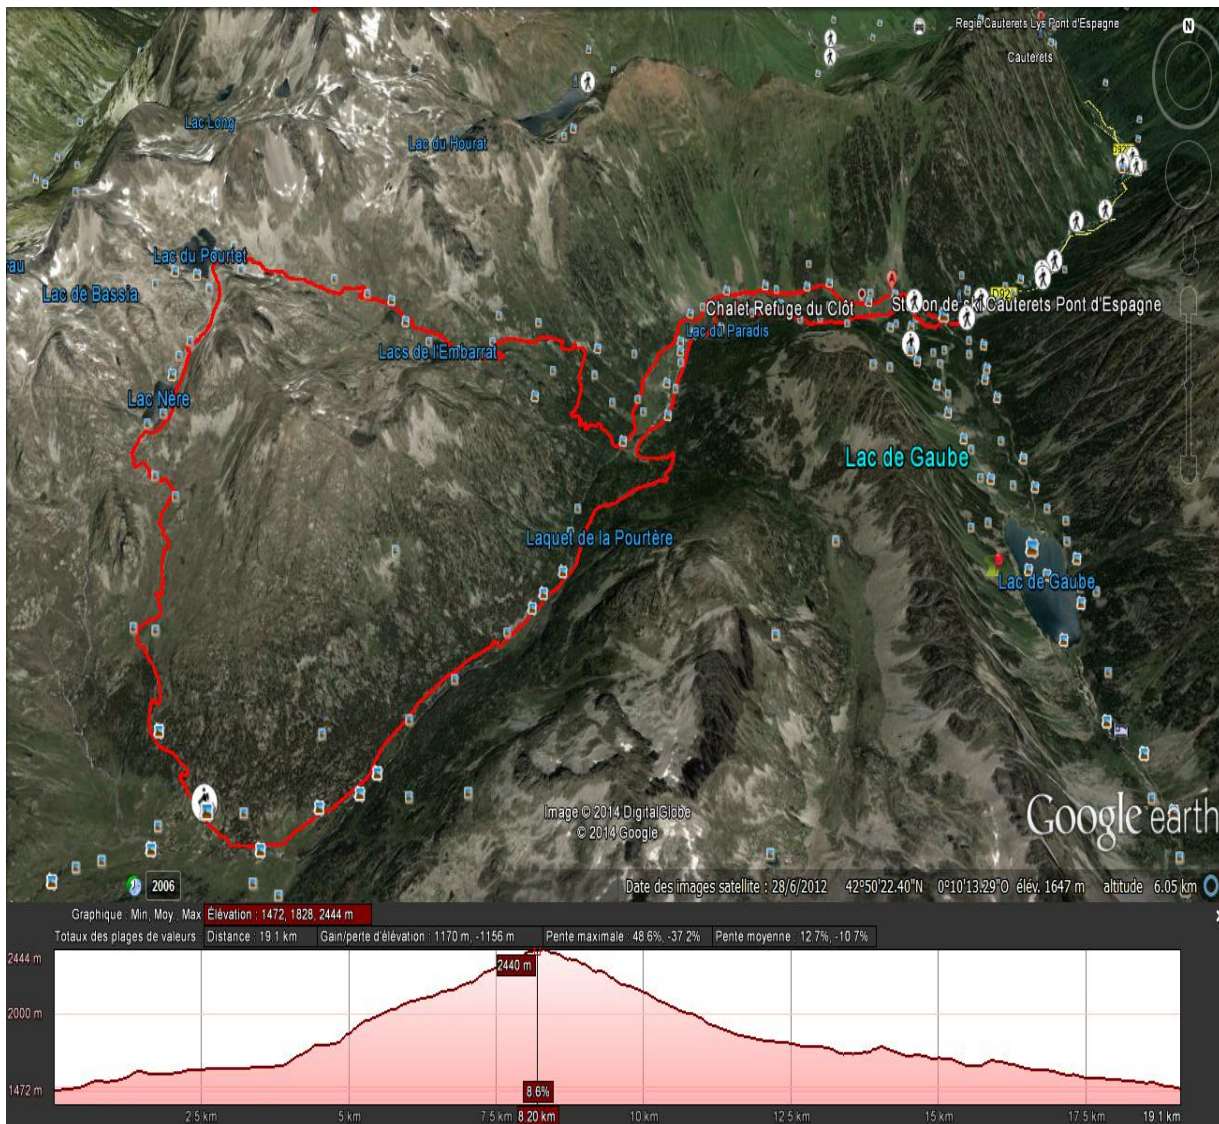 Regie Cauterets Lys Pont d'Espagne
N
Cauterets
Lac Long
Lac du Hourat
Lac du Pourtet
eau
Lac de Bassia
Chalet Refuge du Clôt
Station de ski Cauterets Pont d'Espagne
Lac du Paradis
Lacs de l'Embarrat
Lac Nère
Lac de Gaube
Laquet de la Pourtère
Lac de Gaube
Image © 2014 DigitalGlobe
© 2014 Google
Google earth
2006
Date des images satellite : 28/6/2012 42°50'22.40"N 0°10'13.29"O élév. 1647 m altitude 6.05 km
Graphique : Min, Moy , Max Élévation : 1472, 1828, 2444 m
Totaux des plages de valeurs : Distance : 19.1 km Gain/perte d'élévation : 1170 m, -1156 m Pente maximale : 48.6%, -37.2% Pente moyenne : 12.7%, -10.7%
2444 m
2440 m
2000 m
1472 m
8.6%
2.5 km 5 km 7.5 km 8.20 km 10 km 12.5 km 15 km 17.5 km 19.1 km